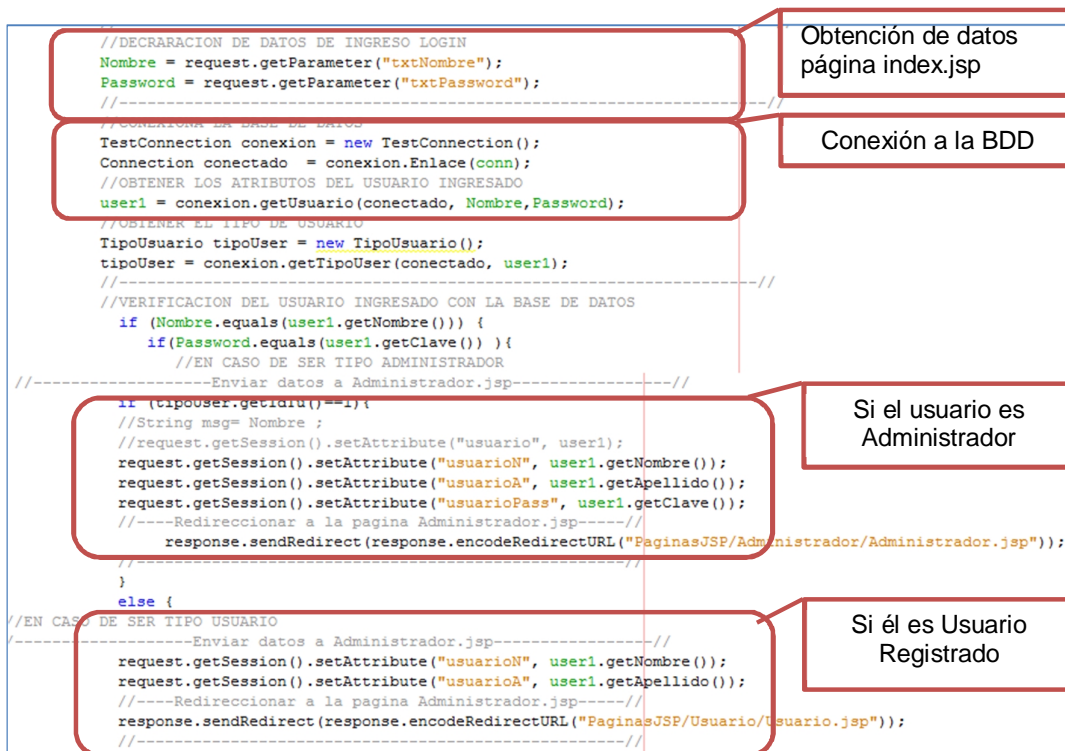 //DECRARACION DE DATOS DE INGRESO LOGIN
Nombre = request.getParameter("txtNombre");
Password = request.getParameter("txtPassword");
//---------------------------------------------------------------------//
Obtención de datos
página index.jsp
//CONEXIONA LA BASE DE DATOS
TestConnection conexion = new TestConnection();
Connection conectado  = conexion.Enlace(conn);
//OBTENER LOS ATRIBUTOS DEL USUARIO INGRESADO
user1 = conexion.getUsuario(conectado, Nombre,Password);
Conexión a la BDD
//OBTENER EL TIPO DE USUARIO
TipoUsuario tipoUser = new TipoUsuario();
tipoUser = conexion.getTipoUser(conectado, user1);
//--------------------------------------------------------------------//
//VERIFICACION DEL USUARIO INGRESADO CON LA BASE DE DATOS
if (Nombre.equals(user1.getNombre())) {
if(Password.equals(user1.getClave()) ){
//EN CASO DE SER TIPO ADMINISTRADOR
//-------------------Enviar datos a Administrador.jsp-----------------//
if (tipoUser.getIdTu()==1){
//String msg= Nombre ;
//request.getSession().setAttribute("usuario", user1);
request.getSession().setAttribute("usuarioN", user1.getNombre());
request.getSession().setAttribute("usuarioA", user1.getApellido());
request.getSession().setAttribute("usuarioPass", user1.getClave());
//----Redireccionar a la pagina Administrador.jsp-----//
response.sendRedirect(response.encodeRedirectURL("PaginasJSP/Administrador/Administrador.jsp"));
//----------------------------------------------------//
Si el usuario es
Administrador
}
else {
//EN CASO DE SER TIPO USUARIO
/-------------------Enviar datos a Administrador.jsp-----------------//
request.getSession().setAttribute("usuarioN", user1.getNombre());
request.getSession().setAttribute("usuarioA", user1.getApellido());
//----Redireccionar a la pagina Administrador.jsp-----//
response.sendRedirect(response.encodeRedirectURL("PaginasJSP/Usuario/Usuario.jsp"));
//----------------------------------------------------//
Si él es Usuario
Registrado